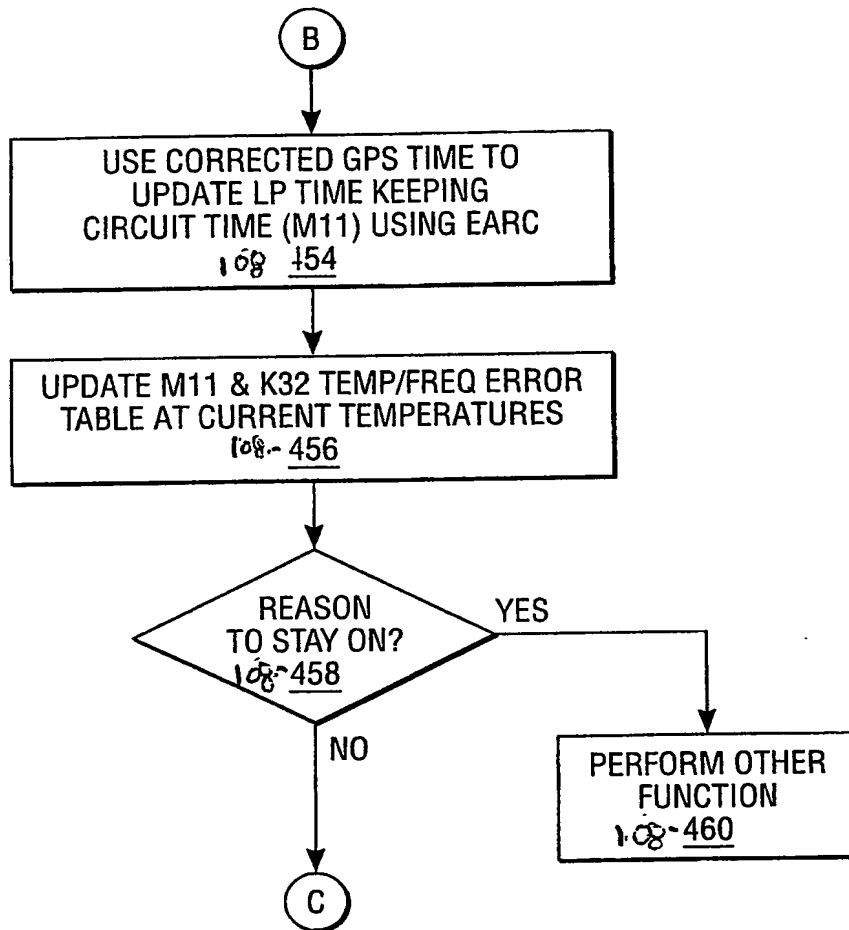 B
USE CORRECTED GPS TIME TO
UPDATE LP TIME KEEPING
CIRCUIT TIME (M11) USING EARC
108 454
UPDATE M11 & K32 TEMP/FREQ ERROR
TABLE AT CURRENT TEMPERATURES
108-456
REASON
TO STAY ON?
108-458
YES
NO
PERFORM OTHER
FUNCTION
108-460
C